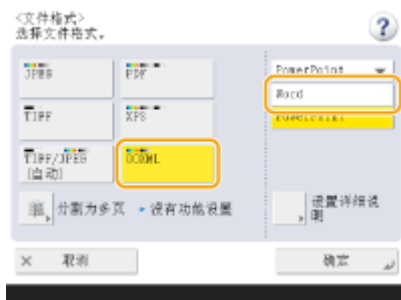 <文件格式>
选择文件格式。
JPEG
PDF
PowerPoint
Word
TIFF
XPS
PowerPoint
TIFF/JPEG
(自动)
OOXML
分割为多页
没有功能设置
设置详细说
明
× 取消
确定